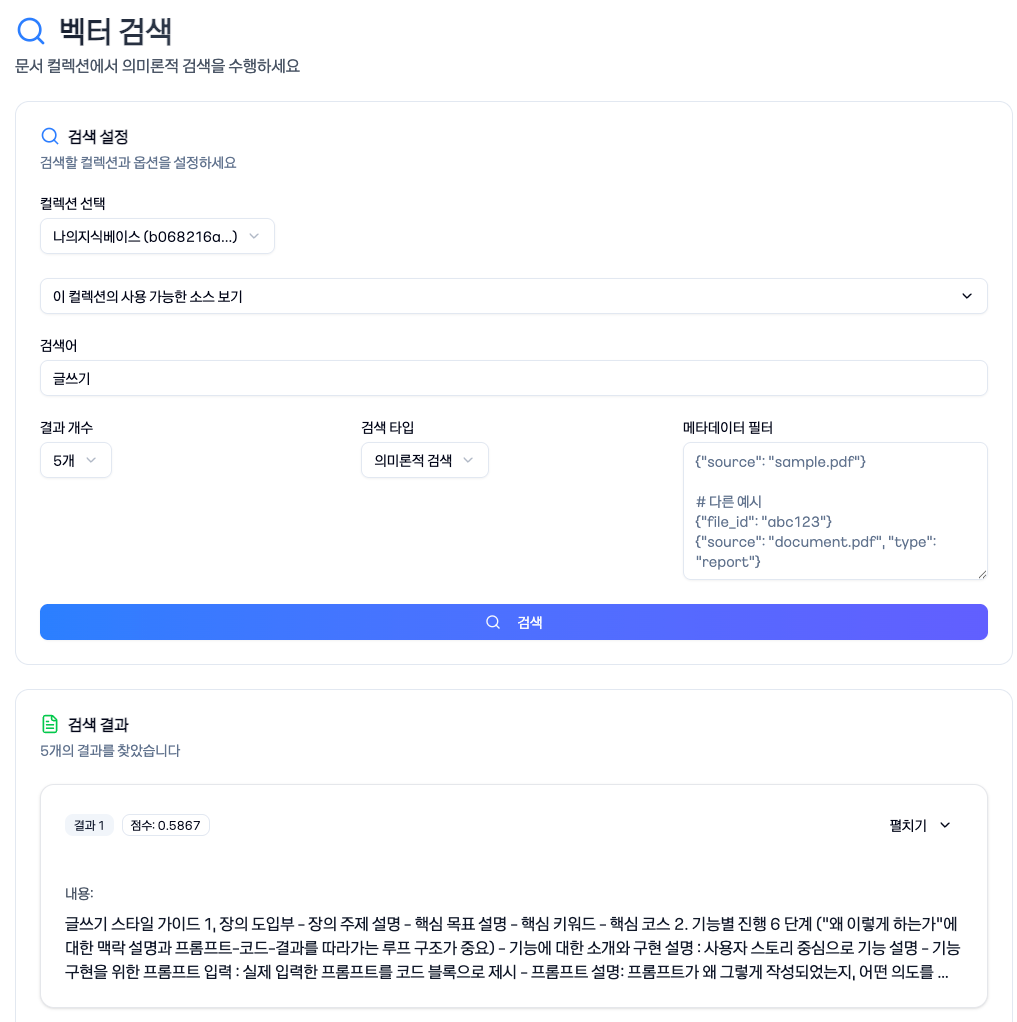 벡터 검색
문서 컬렉션에서 의미론적 검색을 수행하세요
검색 설정
검색할 컬렉션과 옵션을 설정하세요
컬렉션 선택
나의지식베이스 (b068216a...)
이 컬렉션의 사용 가능한 소스 보기
검색어
글쓰기
결과 개수
5개
검색 타입
의미론적 검색
메타데이터 필터
{"source": "sample.pdf"}
# 다른 예시
{"file_id": "abc123"}
{"source": "document.pdf", "type":
"report"}
검색
검색 결과
5개의 결과를 찾았습니다
결과 1
점수: 0.5867
펼치기
내용:
글쓰기 스타일 가이드 1, 장의 도입부 - 장의 주제 설명 - 핵심 목표 설명 - 핵심 키워드 - 핵심 코스 2. 기능별 진행 6 단계 ("왜 이렇게 하는가"에
대한 맥락 설명과 프롬프트-코드-결과를 따라가는 루프 구조가 중요) - 기능에 대한 소개와 구현 설명 : 사용자 스토리 중심으로 기능 설명 - 기능
구현을 위한 프롬프트 입력 : 실제 입력한 프롬프트를 코드 블록으로 제시 - 프롬프트 설명: 프롬프트가 왜 그렇게 작성되었는지, 어떤 의도를 ...